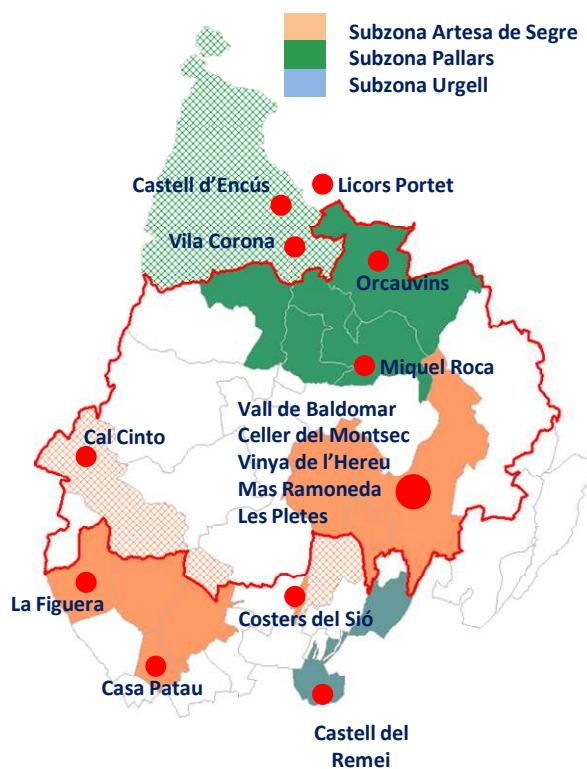 Subzona Artesa de Segre
Subzona Pallars
Subzona Urgell
Castell d’Encús
Licors Portet
Vila Corona
Orcauvins
Miquel Roca
Vall de Baldomar
Celler del Montsec
Vinya de l’Hereu
Mas Ramoneda
Les Pletes
Cal Cinto
La Figuera
Costers del Sió
Casa Patau
Castell del
Remei